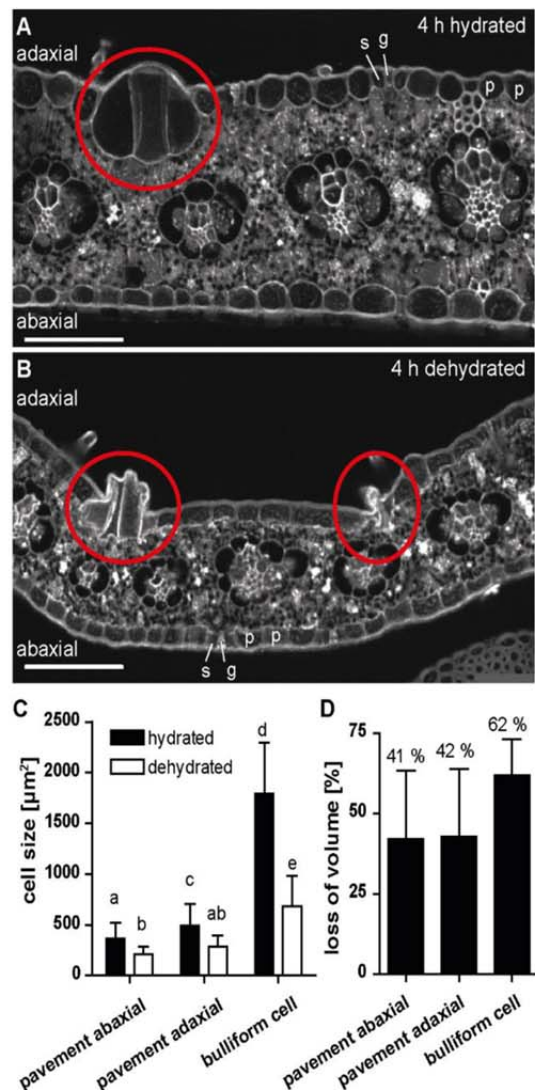 A
4 h hydrated
adaxial
s g
p p
abaxial
B
4 h dehydrated
adaxial
abaxial
s g p p
C
cell size [µm²]
2500
2000
1500
1000
500
0
hydrated
dehydrated
a
b
c
ab
d
e
pavement abaxial
pavement adaxial
bulliform cell
D
loss of volume [%]
75
50
25
0
41 %
42 %
62 %
pavement abaxial
pavement adaxial
bulliform cell